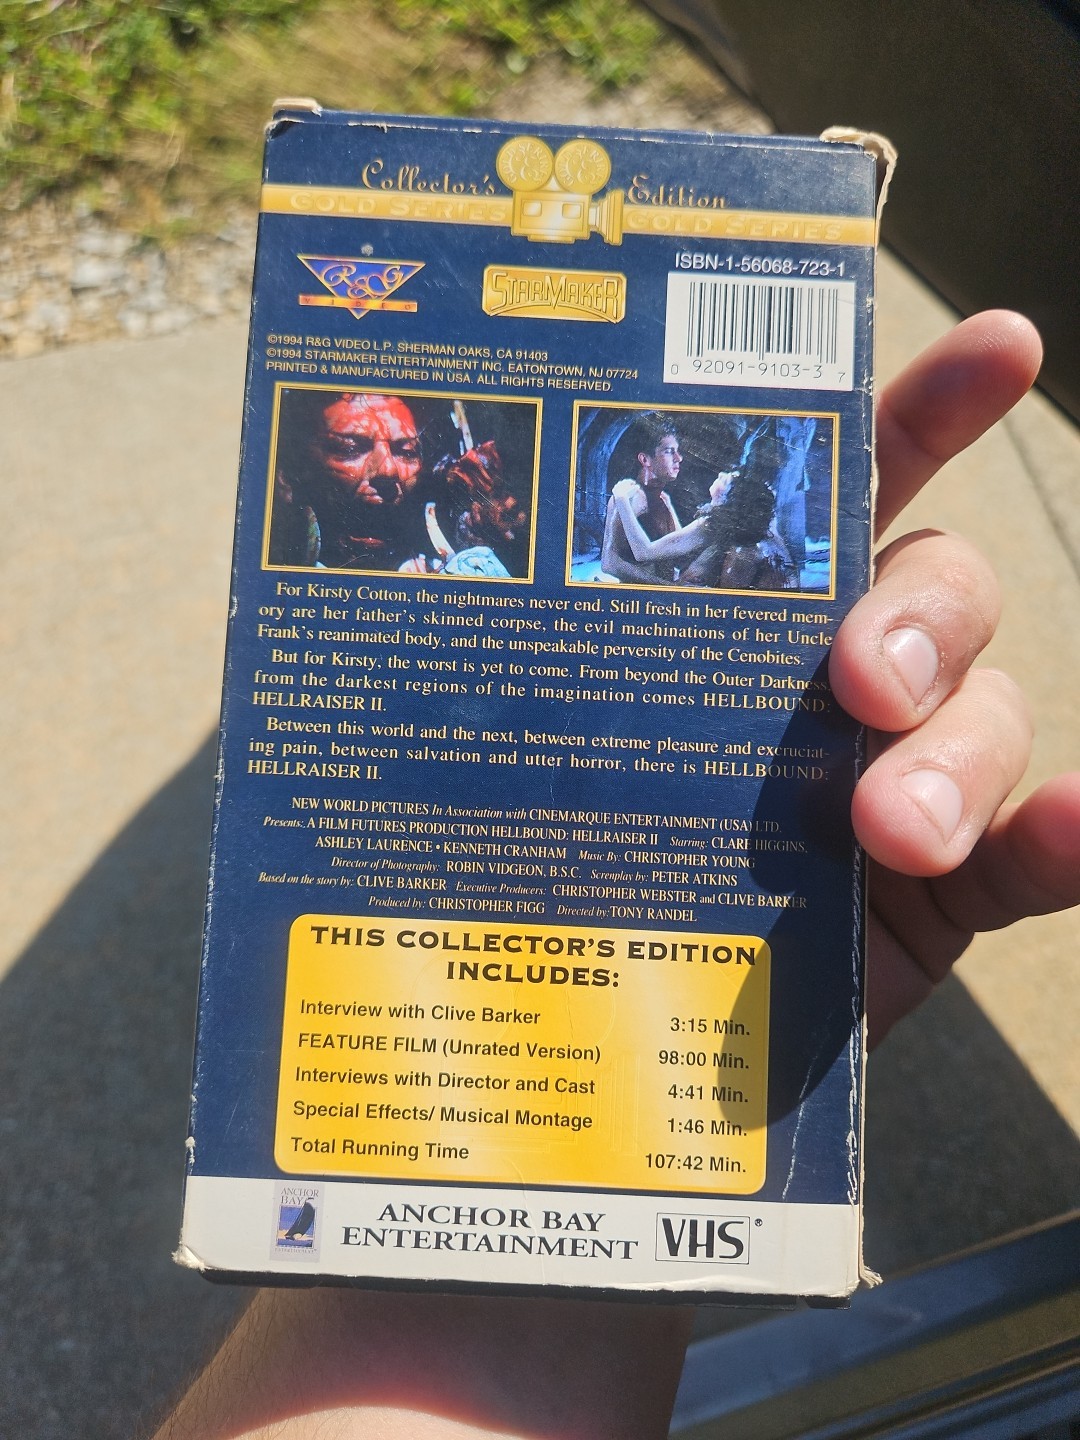 Collector's Edition
GOLD SERIES GOLD SERIES
R&G VIDEO ®
STARMAKER
ISBN-1-56068-723-1
0 92091-9103-3 7
©1994 R&G VIDEO L.P. SHERMAN OAKS, CA 91403
©1994 STARMAKER ENTERTAINMENT INC. EATONTOWN, NJ 07724
PRINTED & MANUFACTURED IN USA. ALL RIGHTS RESERVED.
For Kirsty Cotton, the nightmares never end. Still fresh in her fevered mem-
ory are her father's skinned corpse, the evil machinations of her Uncle
Frank's reanimated body, and the unspeakable perversity of the Cenobites.
But for Kirsty, the worst is yet to come. From beyond the Outer Darkness,
from the darkest regions of the imagination comes HELLBOUND:
HELLRAISER II.
Between this world and the next, between extreme pleasure and excruciat-
ing pain, between salvation and utter horror, there is HELLBOUND:
HELLRAISER II.
NEW WORLD PICTURES In Association with CINEMARQUE ENTERTAINMENT (USA) LTD.
Presents: A FILM FUTURES PRODUCTION HELLBOUND: HELLRAISER II Starring: CLARE HIGGINS,
ASHLEY LAURENCE • KENNETH CRANHAM Music By: CHRISTOPHER YOUNG
Director of Photography: ROBIN VIDGEON, B.S.C. Screnplay by: PETER ATKINS
Based on the story by: CLIVE BARKER Executive Producers: CHRISTOPHER WEBSTER and CLIVE BARKER
Produced by: CHRISTOPHER FIGG Directed by: TONY RANDEL
THIS COLLECTOR'S EDITION
INCLUDES:
Interview with Clive Barker 3:15 Min.
FEATURE FILM (Unrated Version) 98:00 Min.
Interviews with Director and Cast 4:41 Min.
Special Effects/ Musical Montage 1:46 Min.
Total Running Time 107:42 Min.
ANCHOR BAY
ANCHOR BAY
ENTERTAINMENT
VHS ®